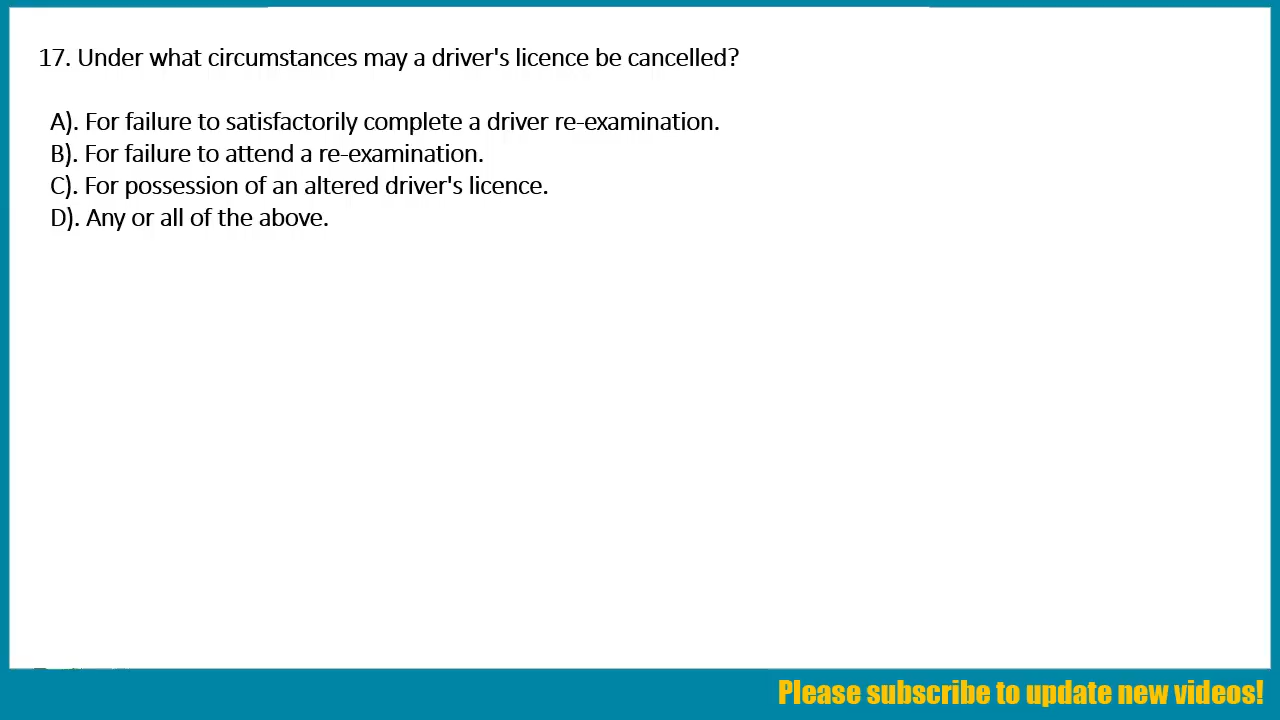 17. Under what circumstances may a driver's licence be cancelled?
A). For failure to satisfactorily complete a driver re-examination.
B). For failure to attend a re-examination.
C). For possession of an altered driver's licence.
D). Any or all of the above.
Please subscribe to update new videos!